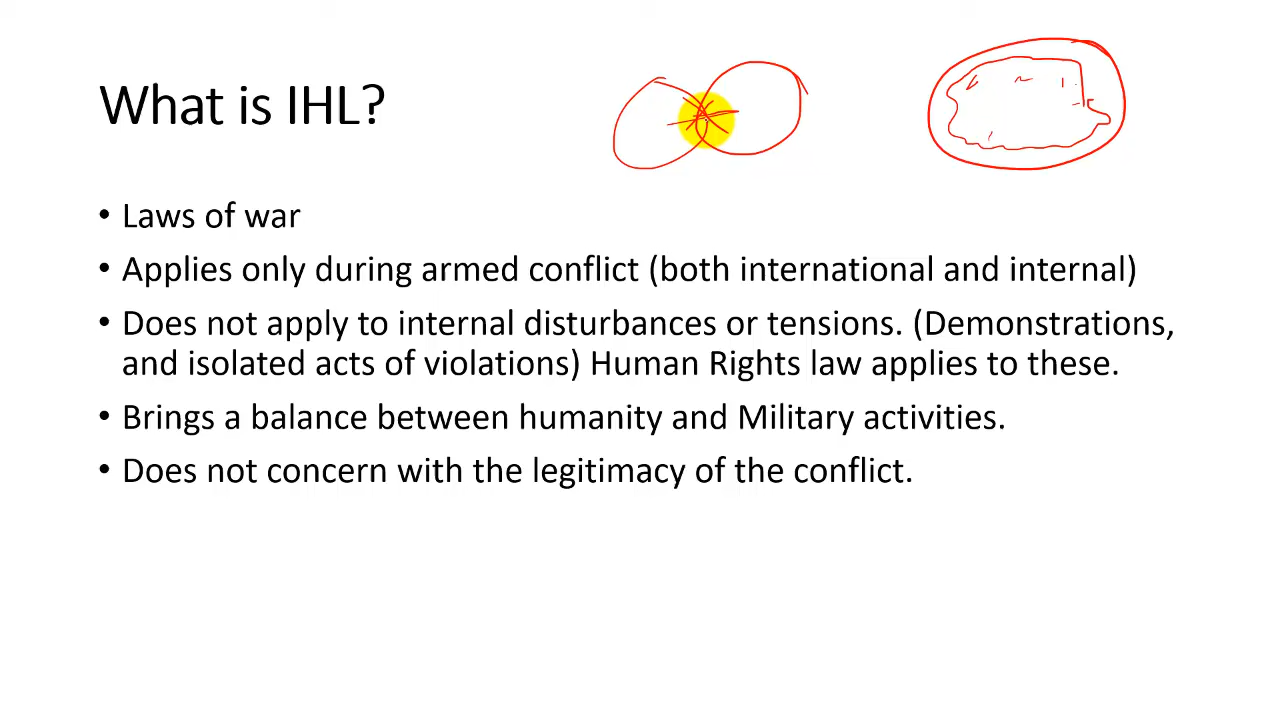 What is IHL?
• Laws of war
• Applies only during armed conflict (both international and internal)
• Does not apply to internal disturbances or tensions. (Demonstrations,
and isolated acts of violations) Human Rights law applies to these.
• Brings a balance between humanity and Military activities.
• Does not concern with the legitimacy of the conflict.